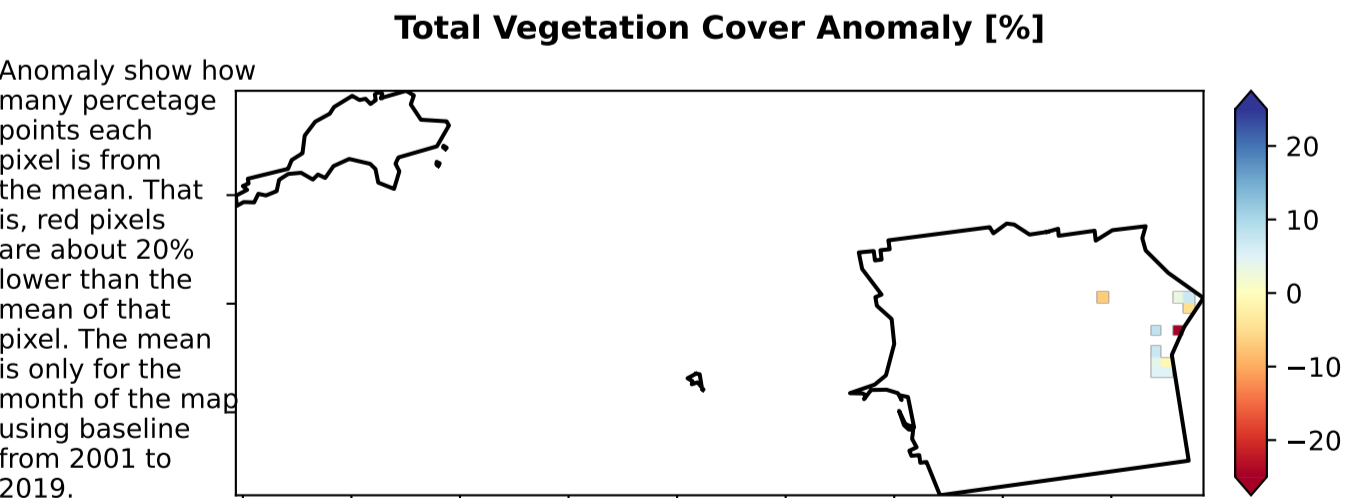 Total Vegetation Cover Anomaly [%]
Anomaly show how
many percetage
points each
pixel is from
the mean. That
is, red pixels
are about 20%
lower than the
mean of that
pixel. The mean
is only for the
month of the map
using baseline
from 2001 to
2019.
20
10
0
−10
−20